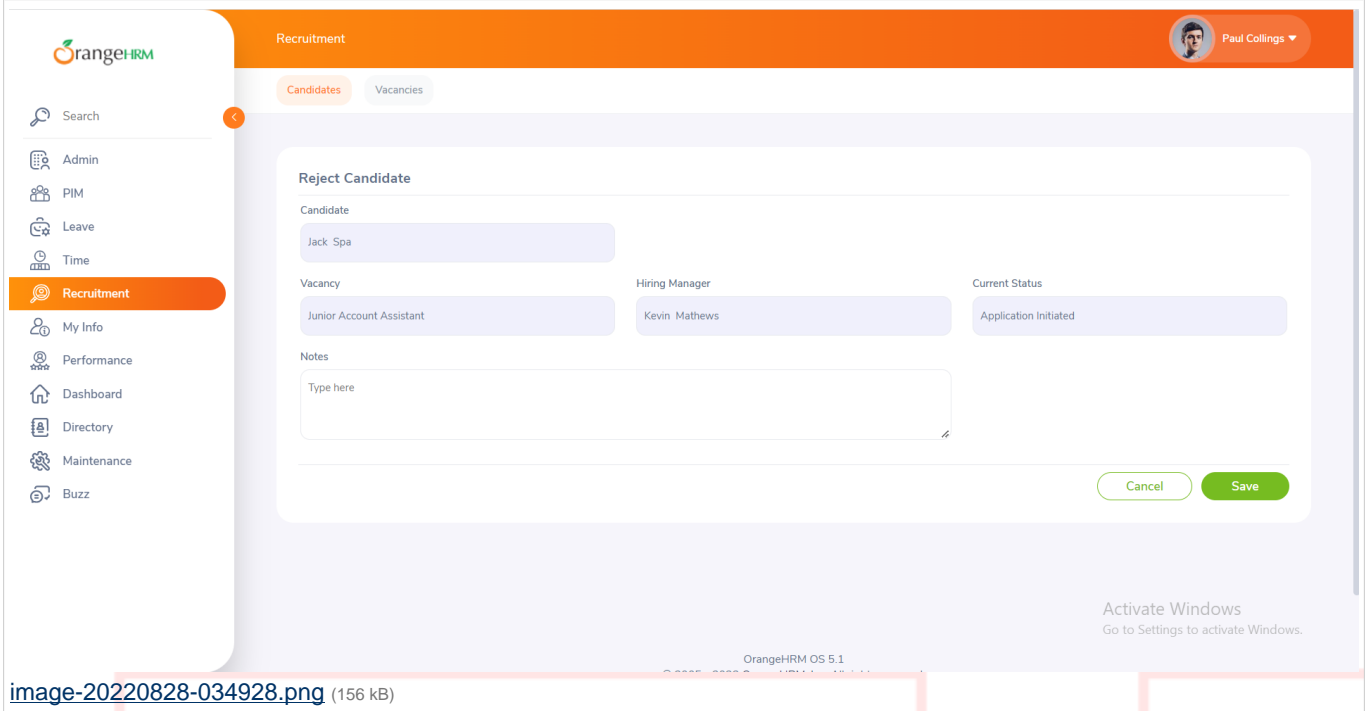 OrangeHRM
Recruitment
Paul Collings
Candidates
Vacancies
Search
Admin
PIM
Leave
Time
Recruitment
My Info
Performance
Dashboard
Directory
Maintenance
Buzz
Reject Candidate
Candidate
Jack Spa
Vacancy
Hiring Manager
Current Status
Junior Account Assistant
Kevin Mathews
Application Initiated
Notes
Type here
Cancel
Save
Activate Windows
Go to Settings to activate Windows.
OrangeHRM OS 5.1
image-20220828-034928.png (156 kB)